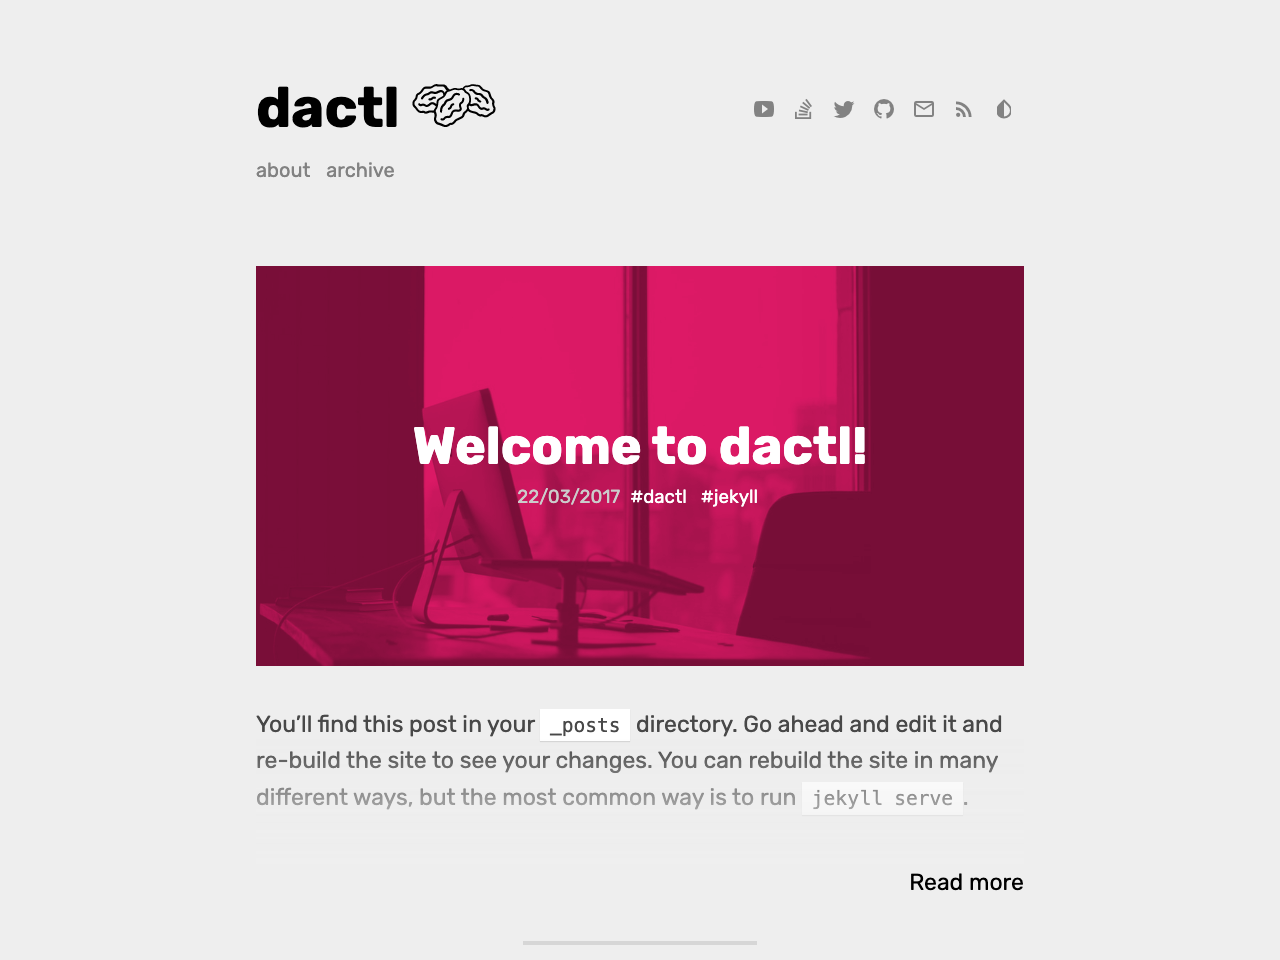 dactl
about archive
Welcome to dactl!
22/03/2017 #dactl #jekyll
You’ll find this post in your _posts directory. Go ahead and edit it and
re-build the site to see your changes. You can rebuild the site in many
different ways, but the most common way is to run jekyll serve.
Read more